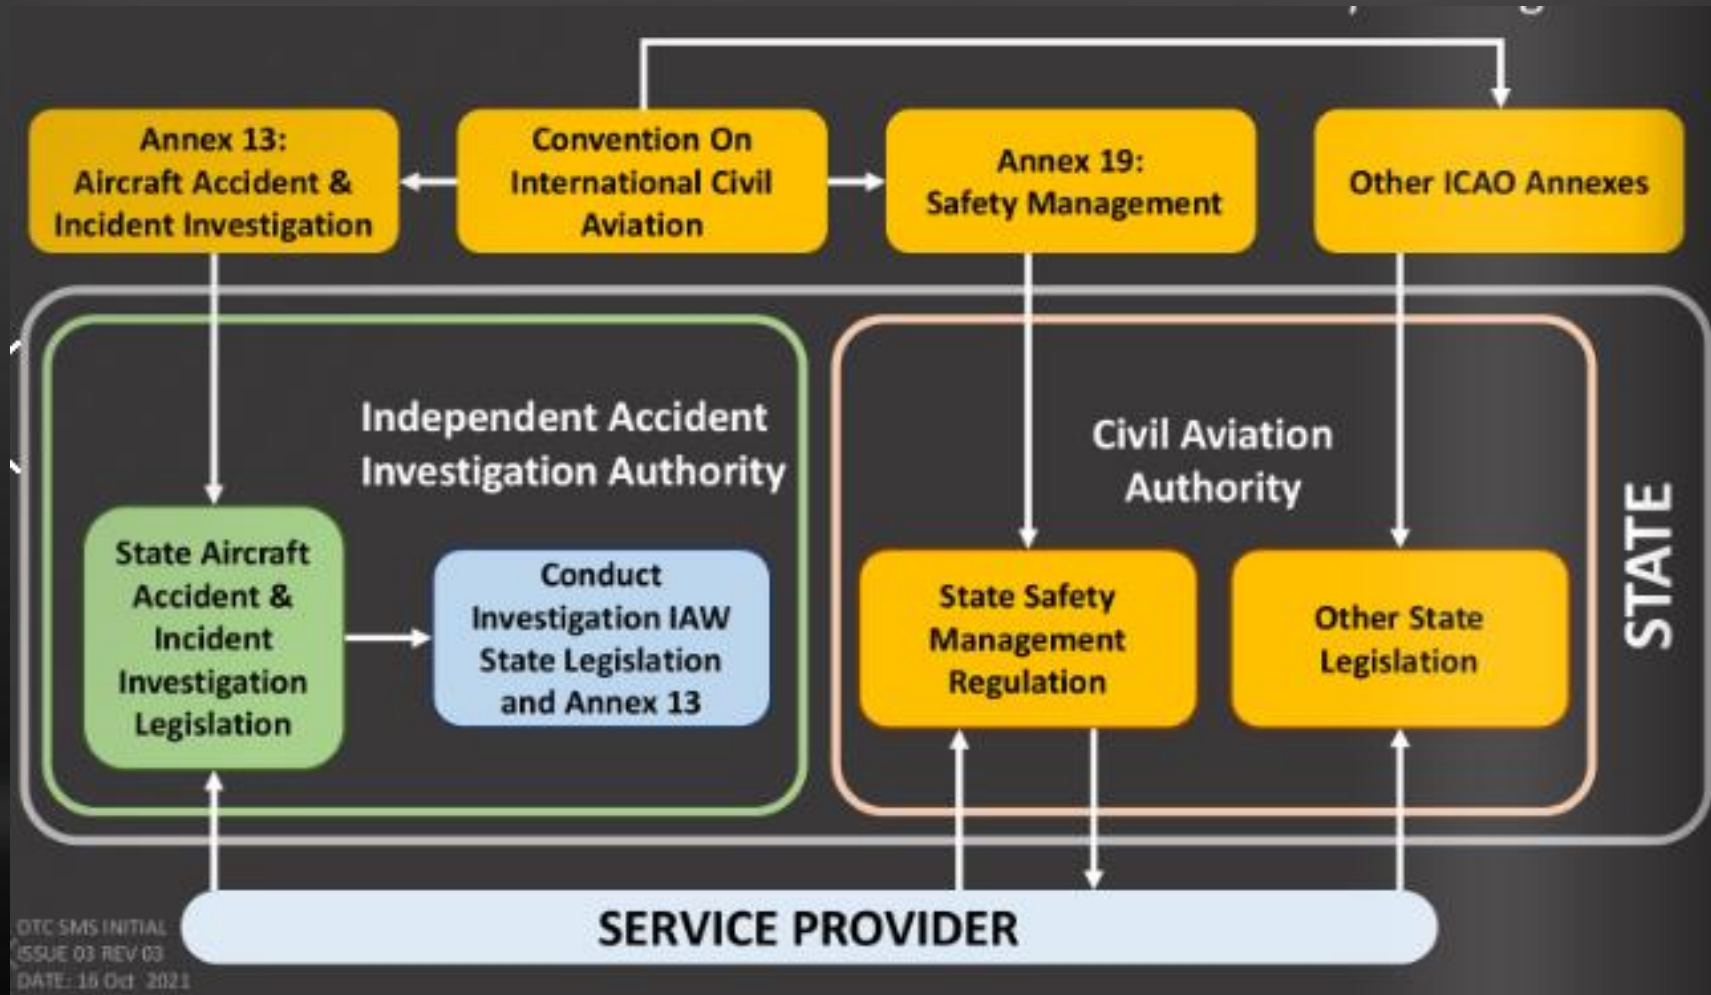 Annex 13:
Aircraft Accident &
Incident Investigation
Convention On
International Civil
Aviation
Annex 19:
Safety Management
Other ICAO Annexes
Independent Accident
Investigation Authority
Civil Aviation
Authority
State Aircraft
Accident &
Incident
Investigation
Legislation
Conduct
Investigation IAW
State Legislation
and Annex 13
State Safety
Management
Regulation
Other State
Legislation
STATE
SERVICE PROVIDER
DTC SMS INITIAL
ISSUE 03 REV 03
DATE: 16 Oct 2021